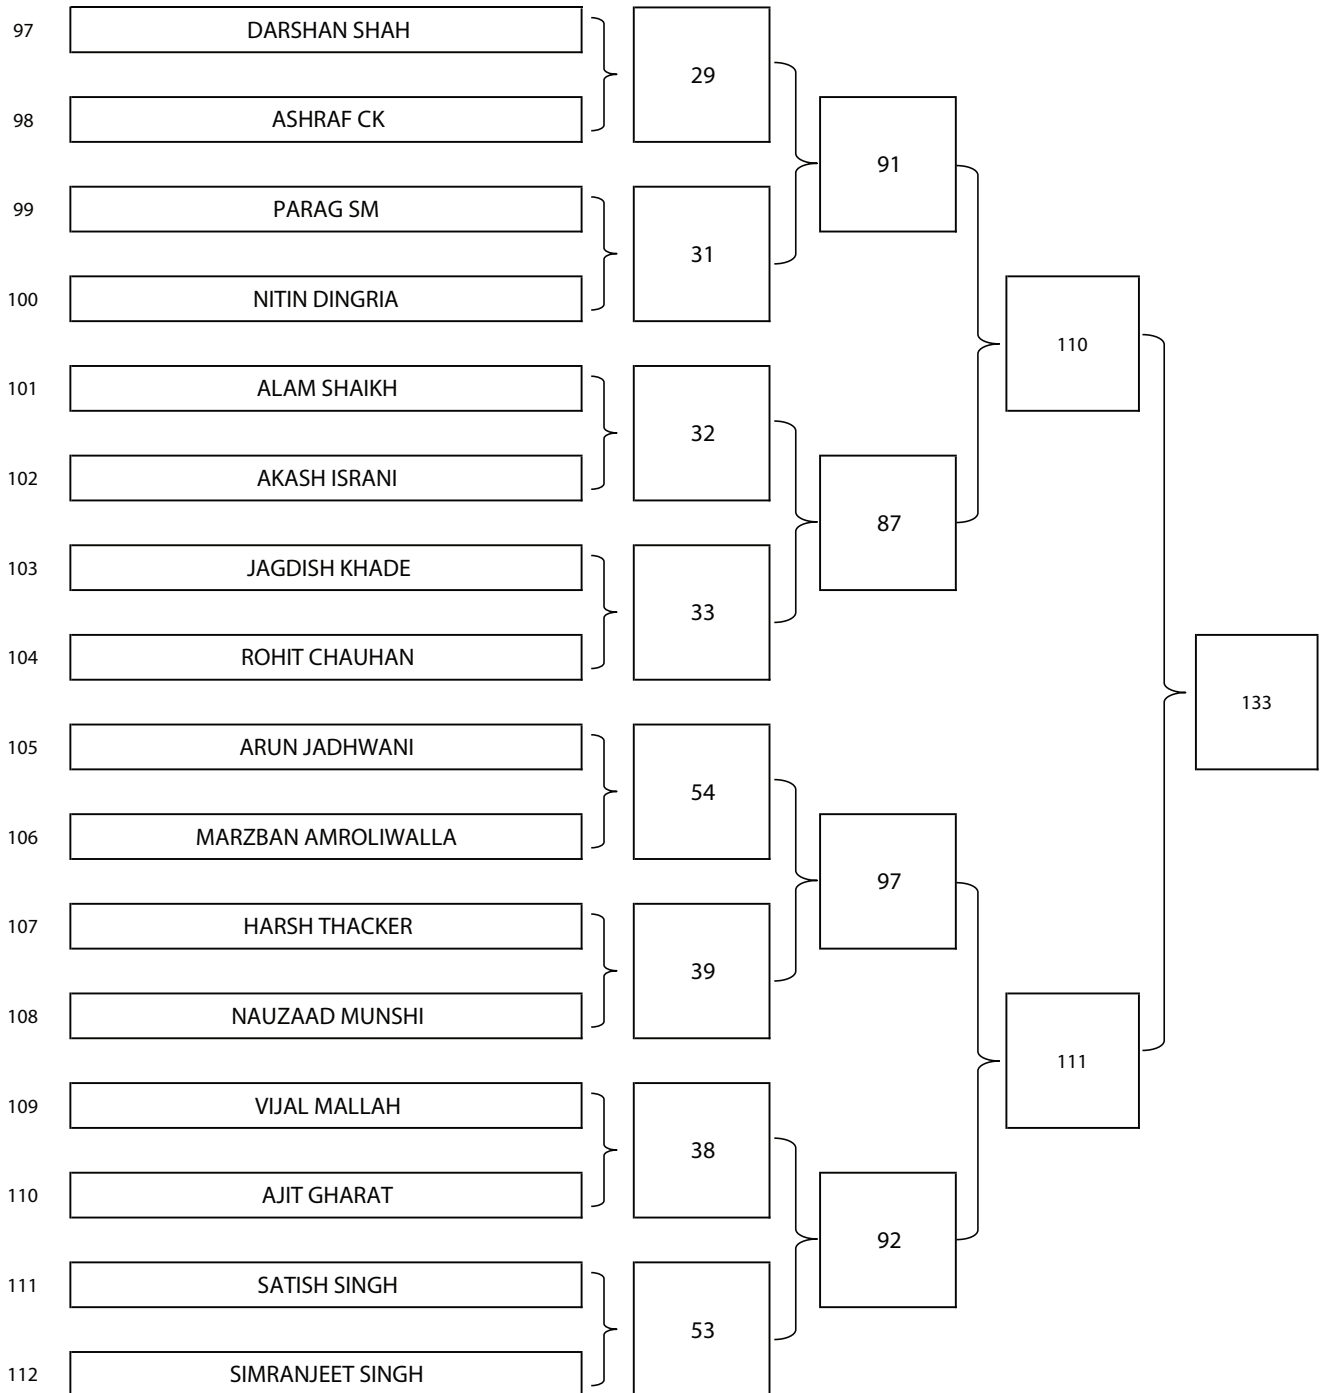 97 DARSHAN SHAH
29
98 ASHRAF CK
91
99 PARAG SM
31
100 NITIN DINGRIA
110
101 ALAM SHAIKH
32
102 AKASH ISRANI
87
103 JAGDISH KHADE
33
104 ROHIT CHAUHAN
133
105 ARUN JADHWANI
54
106 MARZBAN AMROLIWALLA
97
107 HARSH THACKER
39
108 NAUZAAD MUNSHI
111
109 VIJAL MALLAH
38
110 AJIT GHARAT
92
111 SATISH SINGH
53
112 SIMRANJEET SINGH